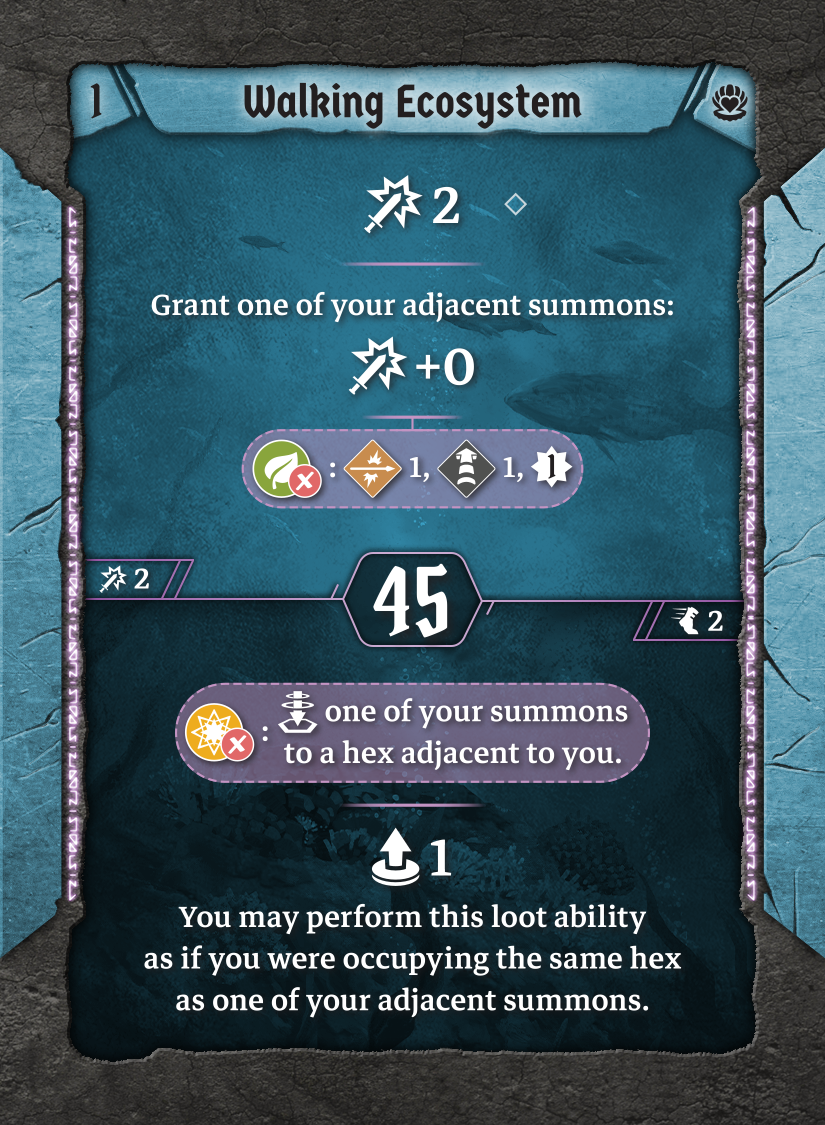 1
Walking Ecosystem
2
Grant one of your adjacent summons:
+0
: 1, 1, 1
2
45
2
: one of your summons
to a hex adjacent to you.
1
You may perform this loot ability
as if you were occupying the same hex
as one of your adjacent summons.